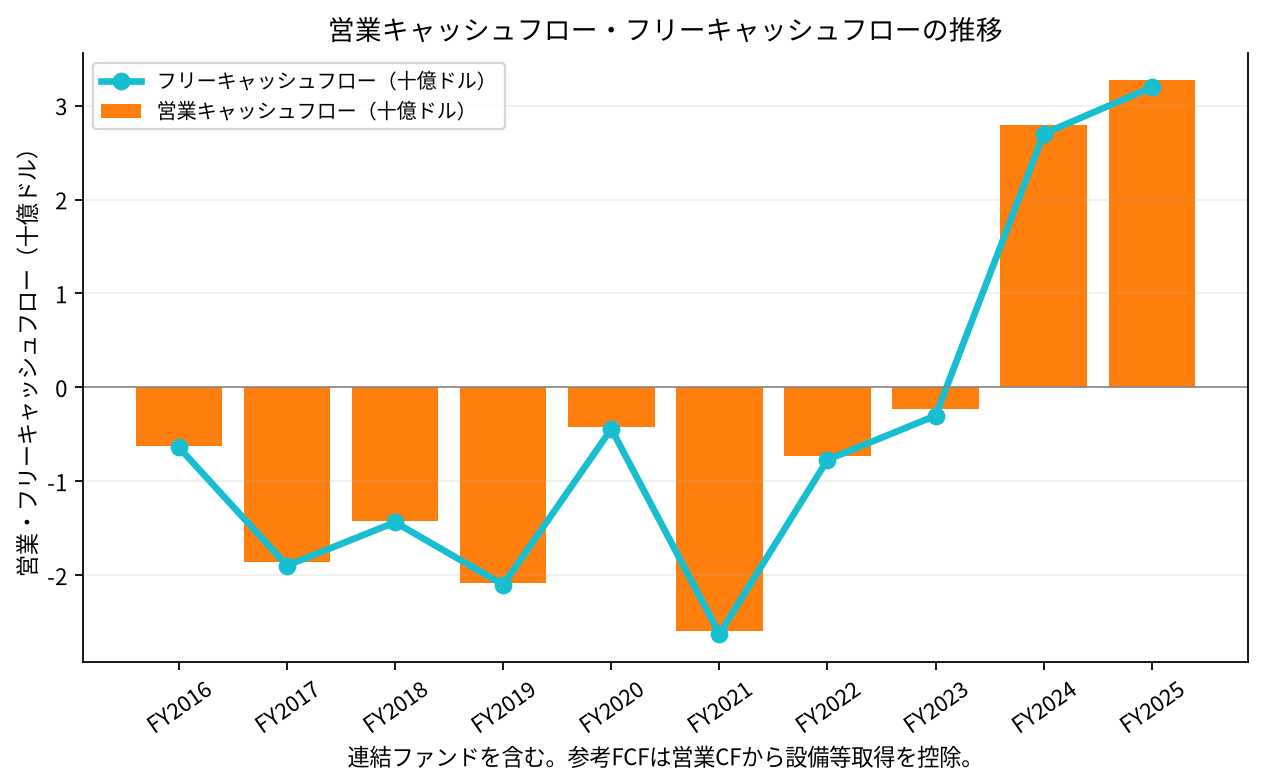 営業キャッシュフロー・フリーキャッシュフローの推移
フリーキャッシュフロー（十億ドル）
営業キャッシュフロー（十億ドル）
営業・フリーキャッシュフロー（十億ドル）
3
2
1
0
-1
-2
FY2016
FY2017
FY2018
FY2019
FY2020
FY2021
FY2022
FY2023
FY2024
FY2025
連結ファンドを含む。参考FCFは営業CFから設備等取得を控除。